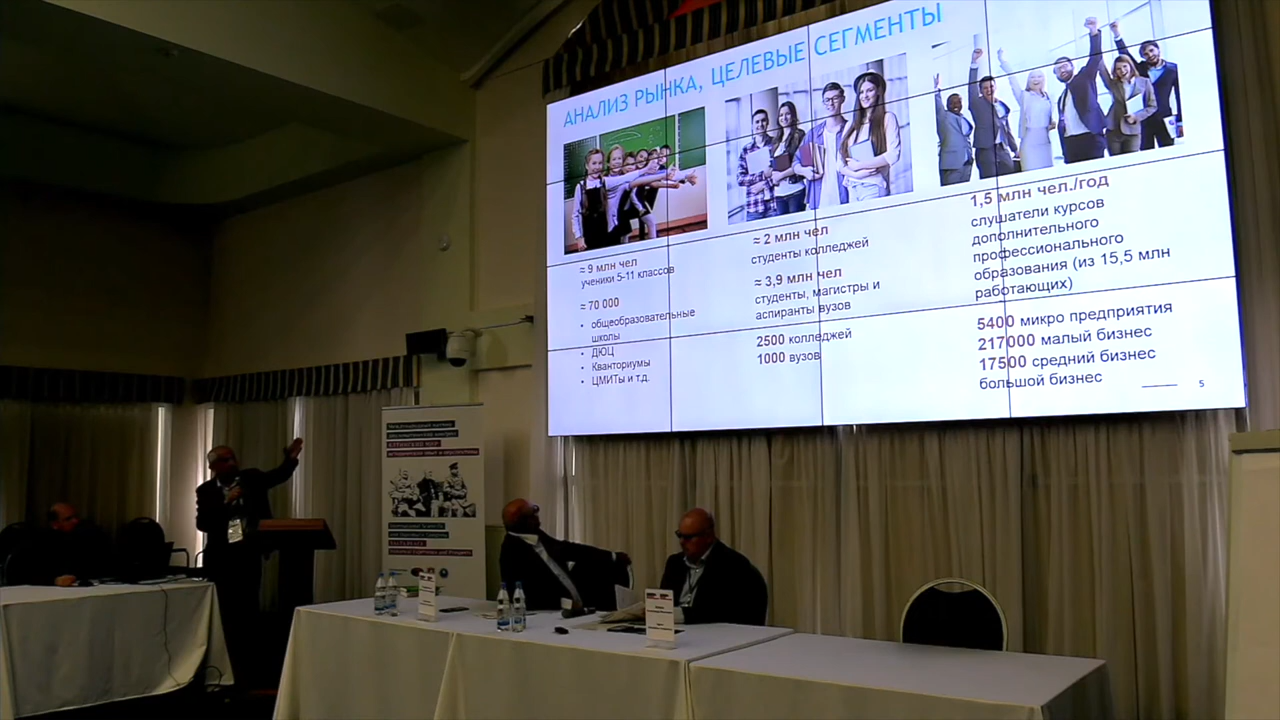 АНАЛИЗ РЫНКА, ЦЕЛЕВЫЕ СЕГМЕНТЫ
≈ 9 млн чел
ученики 5-11 классов
≈ 70 000
• общеобразовательные
школы
• ДЮЦ
• Кванториумы
• ЦМИТы и т.д.
≈ 2 млн чел
студенты колледжей
≈ 3,9 млн чел
студенты, магистры и
аспиранты вузов
2500 колледжей
1000 вузов
1,5 млн чел./год
слушатели курсов
дополнительного
профессионального
образования (из 15,5 млн
работающих)
5400 микро предприятия
217000 малый бизнес
17500 средний бизнес
большой бизнес
5